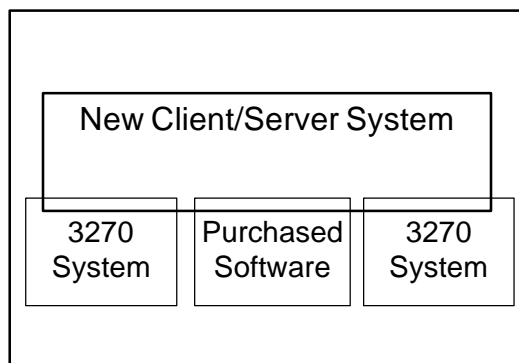 New Client/Server System
3270
System
Purchased
Software
3270
System